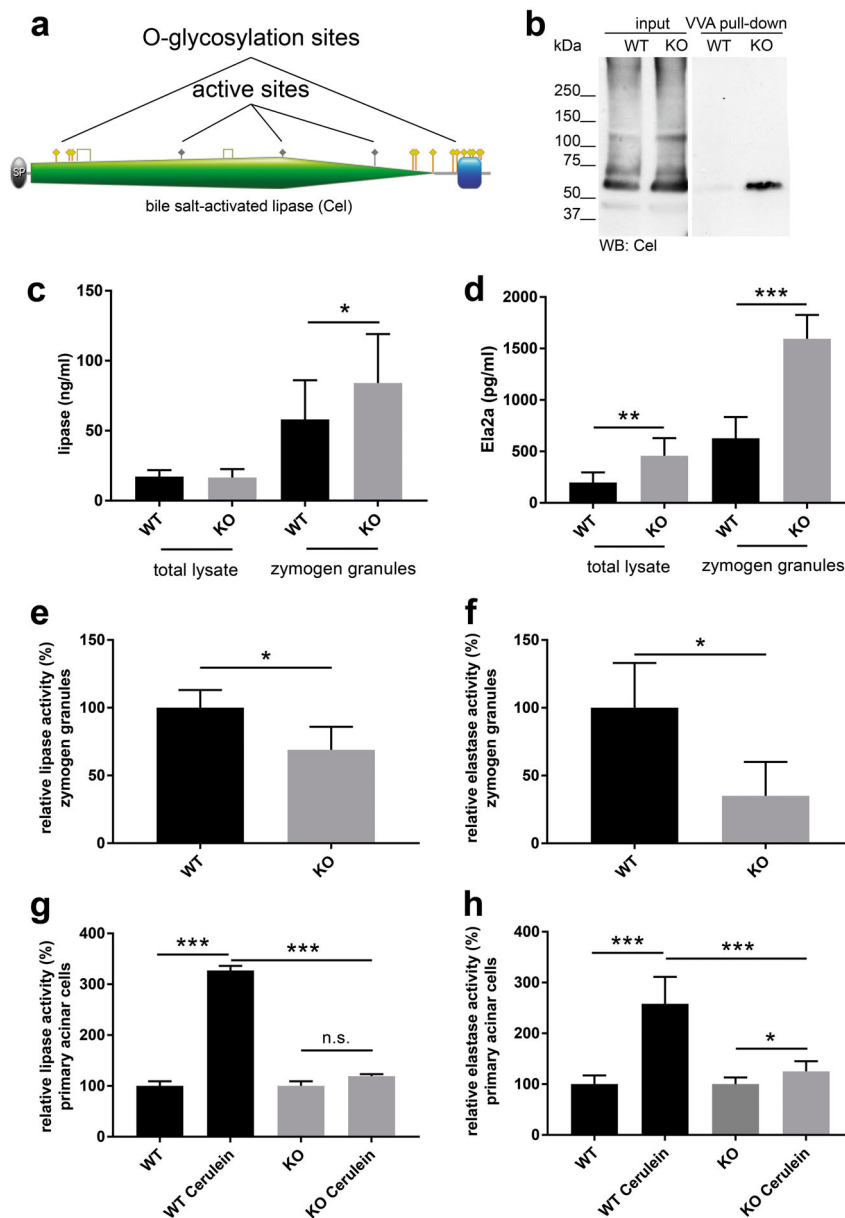 a
O-glycosylation sites
active sites
SP
bile salt-activated lipase (Cel)
b
input VVA pull-down
kDa WT KO WT KO
250
150
100
75
50
37
WB: Cel
c
lipase (ng/ml)
150
100
50
0
*
WT KO WT KO
total lysate zymogen granules
d
Ela2a (pg/ml)
2000
1500
1000
500
0
**
***
WT KO WT KO
total lysate zymogen granules
e
relative lipase activity (%)
zymogen granules
150
100
50
0
*
WT KO
f
relative elastase activity (%)
zymogen granules
150
100
50
0
*
WT KO
g
relative lipase activity (%)
primary acinar cells
400
300
200
100
0
*** ***
n.s.
WT WT Cerulein KO KO Cerulein
h
relative elastase activity (%)
primary acinar cells
400
300
200
100
0
*** ***
*
WT WT Cerulein KO KO Cerulein